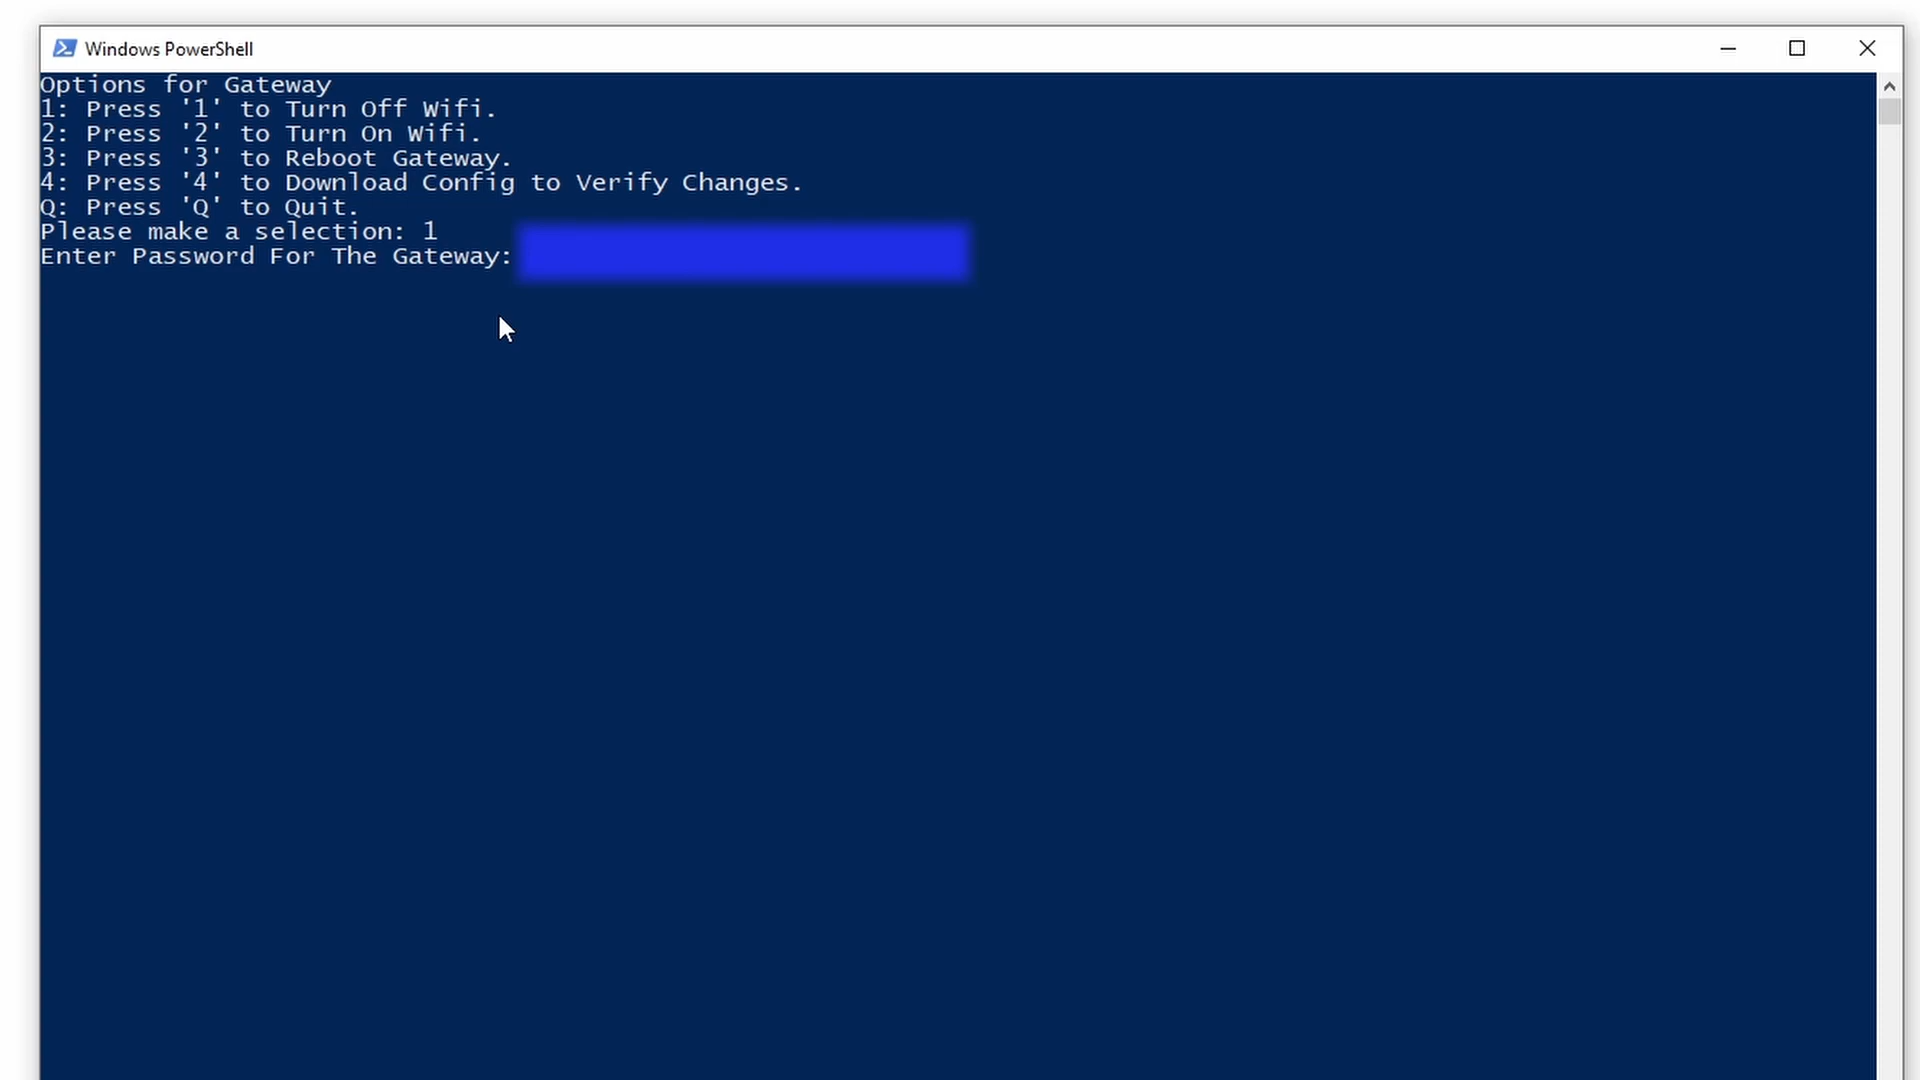 Windows PowerShell
Options for Gateway
1: Press '1' to Turn Off Wifi.
2: Press '2' to Turn On Wifi.
3: Press '3' to Reboot Gateway.
4: Press '4' to Download Config to Verify Changes.
Q: Press 'Q' to Quit.
Please make a selection: 1
Enter Password For The Gateway: